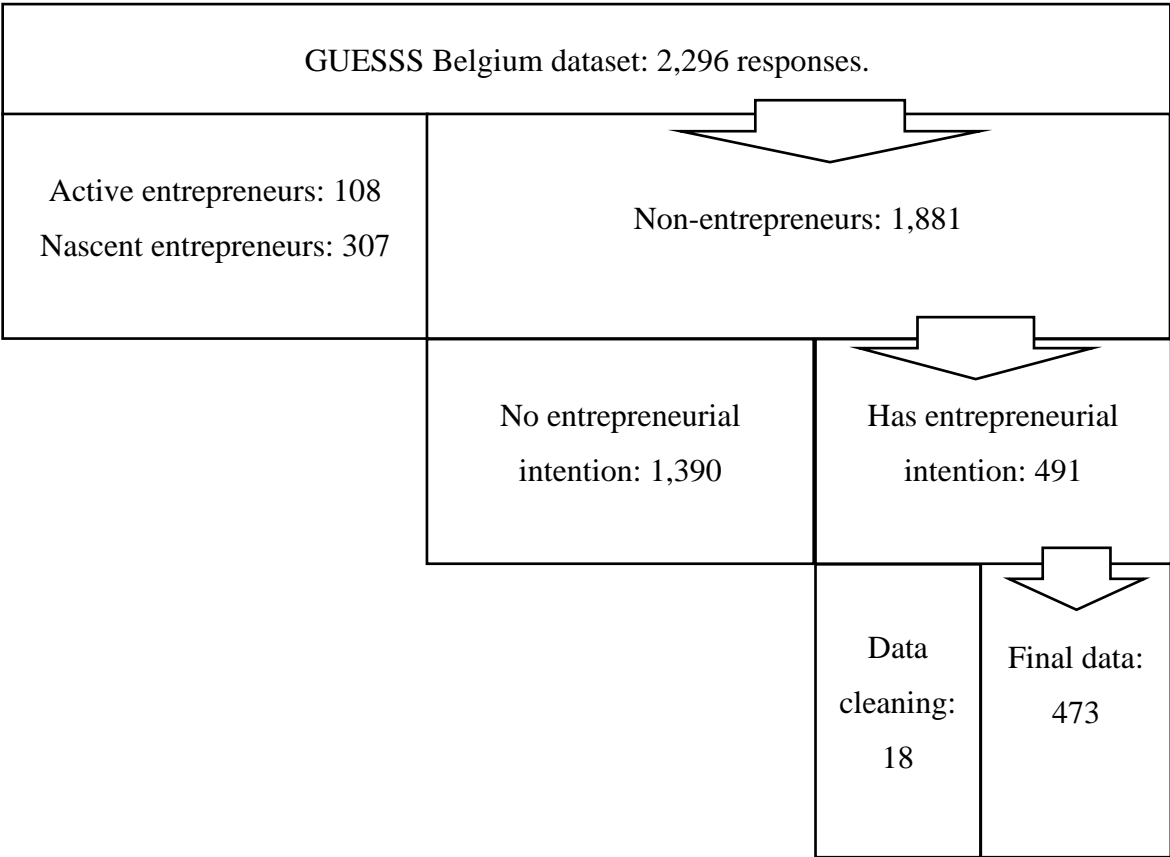 GUESSS Belgium dataset: 2,296 responses.
Active entrepreneurs: 108
Nascent entrepreneurs: 307
Non-entrepreneurs: 1,881
No entrepreneurial
intention: 1,390
Has entrepreneurial
intention: 491
Data
cleaning:
18
Final data:
473